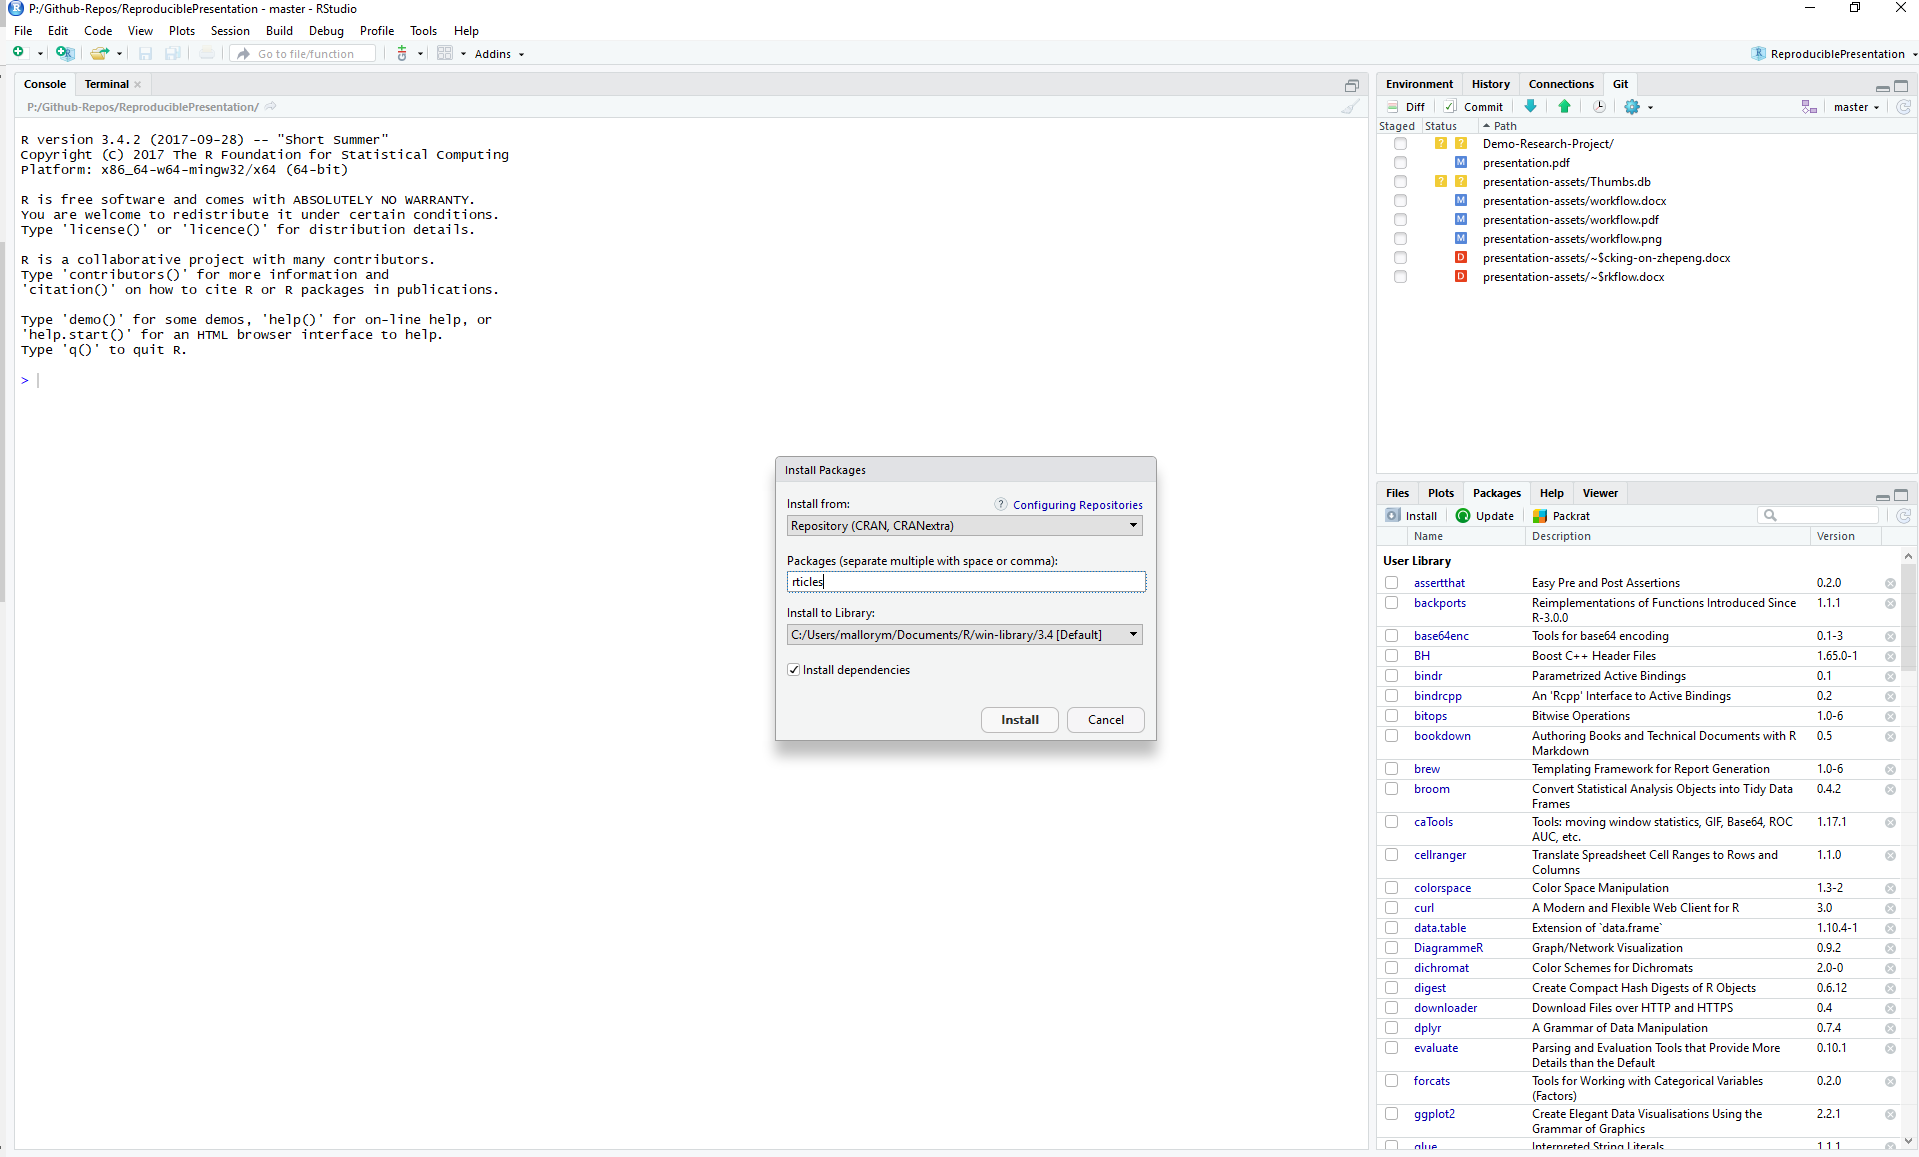 P:/Github-Repos/ReproduciblePresentation - master - RStudio
File Edit Code View Plots Session Build Debug Profile Tools Help
Go to file/function Addins ReproduciblePresentation
Console Terminal
P:/Github-Repos/ReproduciblePresentation/
R version 3.4.2 (2017-09-28) -- "Short Summer"
Copyright (C) 2017 The R Foundation for Statistical Computing
Platform: x86_64-w64-mingw32/x64 (64-bit)
R is free software and comes with ABSOLUTELY NO WARRANTY.
You are welcome to redistribute it under certain conditions.
Type 'license()' or 'licence()' for distribution details.
R is a collaborative project with many contributors.
Type 'contributors()' for more information and
'citation()' on how to cite R or R packages in publications.
Type 'demo()' for some demos, 'help()' for on-line help, or
'help.start()' for an HTML browser interface to help.
Type 'q()' to quit R.
>
Install Packages
Install from: ? Configuring Repositories
Repository (CRAN, CRANextra)
Packages (separate multiple with space or comma):
rticles
Install to Library:
C:/Users/mallorym/Documents/R/win-library/3.4 [Default]
Install dependencies
Install Cancel
Environment History Connections Git
Diff Commit master
Staged Status Path
? ? Demo-Research-Project/
M presentation.pdf
? ? presentation-assets/Thumbs.db
M presentation-assets/workflow.docx
M presentation-assets/workflow.pdf
M presentation-assets/workflow.png
D presentation-assets/~$cking-on-zhepeng.docx
D presentation-assets/~$rkflow.docx
Files Plots Packages Help Viewer
Install Update Packrat
Name Description Version
User Library
assertthat Easy Pre and Post Assertions 0.2.0
backports Reimplementations of Functions Introduced Since 1.1.1
R-3.0.0
base64enc Tools for base64 encoding 0.1-3
BH Boost C++ Header Files 1.65.0-1
bindr Parametrized Active Bindings 0.1
bindrcpp An 'Rcpp' Interface to Active Bindings 0.2
bitops Bitwise Operations 1.0-6
bookdown Authoring Books and Technical Documents with R 0.5
Markdown
brew Templating Framework for Report Generation 1.0-6
broom Convert Statistical Analysis Objects into Tidy Data 0.4.2
Frames
caTools Tools: moving window statistics, GIF, Base64, ROC 1.17.1
AUC, etc.
cellranger Translate Spreadsheet Cell Ranges to Rows and 1.1.0
Columns
colorspace Color Space Manipulation 1.3-2
curl A Modern and Flexible Web Client for R 3.0
data.table Extension of `data.frame` 1.10.4-1
DiagrammeR Graph/Network Visualization 0.9.2
dichromat Color Schemes for Dichromats 2.0-0
digest Create Compact Hash Digests of R Objects 0.6.12
downloader Download Files over HTTP and HTTPS 0.4
dplyr A Grammar of Data Manipulation 0.7.4
evaluate Parsing and Evaluation Tools that Provide More 0.10.1
Details than the Default
forcats Tools for Working with Categorical Variables 0.2.0
(Factors)
ggplot2 Create Elegant Data Visualisations Using the 2.2.1
Grammar of Graphics
glue Interpreted String Literals 1.1.1